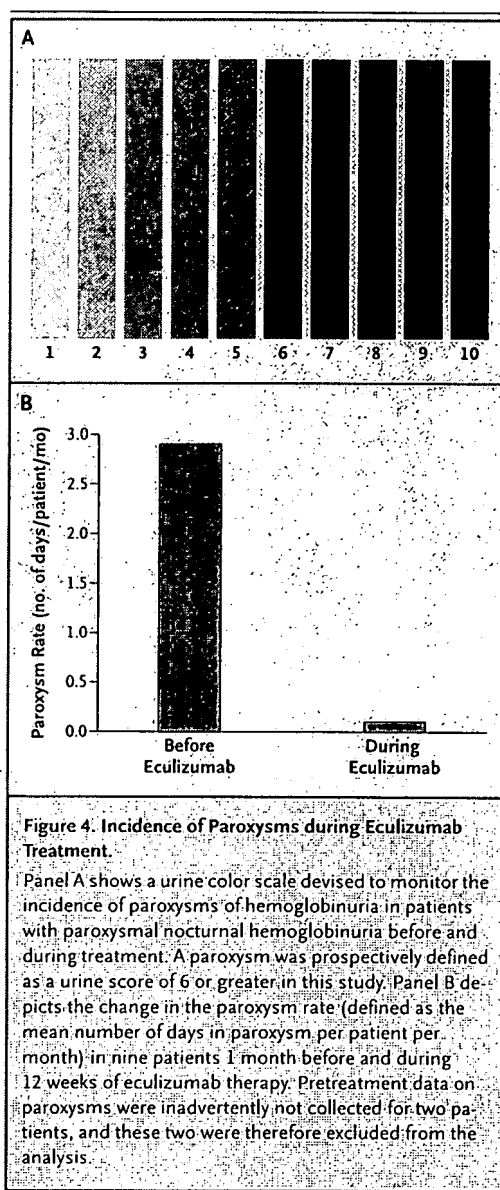 A
1 2 3 4 5 6 7 8 9 10
B
Paroxysm Rate (no. of days/patient/mo)
3.0
2.5
2.0
1.5
1.0
0.5
0.0
Before Eculizumab
During Eculizumab
Figure 4. Incidence of Paroxysms during Eculizumab
Treatment.
Panel A shows a urine color scale devised to monitor the
incidence of paroxysms of hemoglobinuria in patients
with paroxysmal nocturnal hemoglobinuria before and
during treatment. A paroxysm was prospectively defined
as a urine score of 6 or greater in this study. Panel B de-
picts the change in the paroxysm rate (defined as the
mean number of days in paroxysm per patient per
month) in nine patients 1 month before and during
12 weeks of eculizumab therapy. Pretreatment data on
paroxysms were inadvertently not collected for two pa-
tients, and these two were therefore excluded from the
analysis.